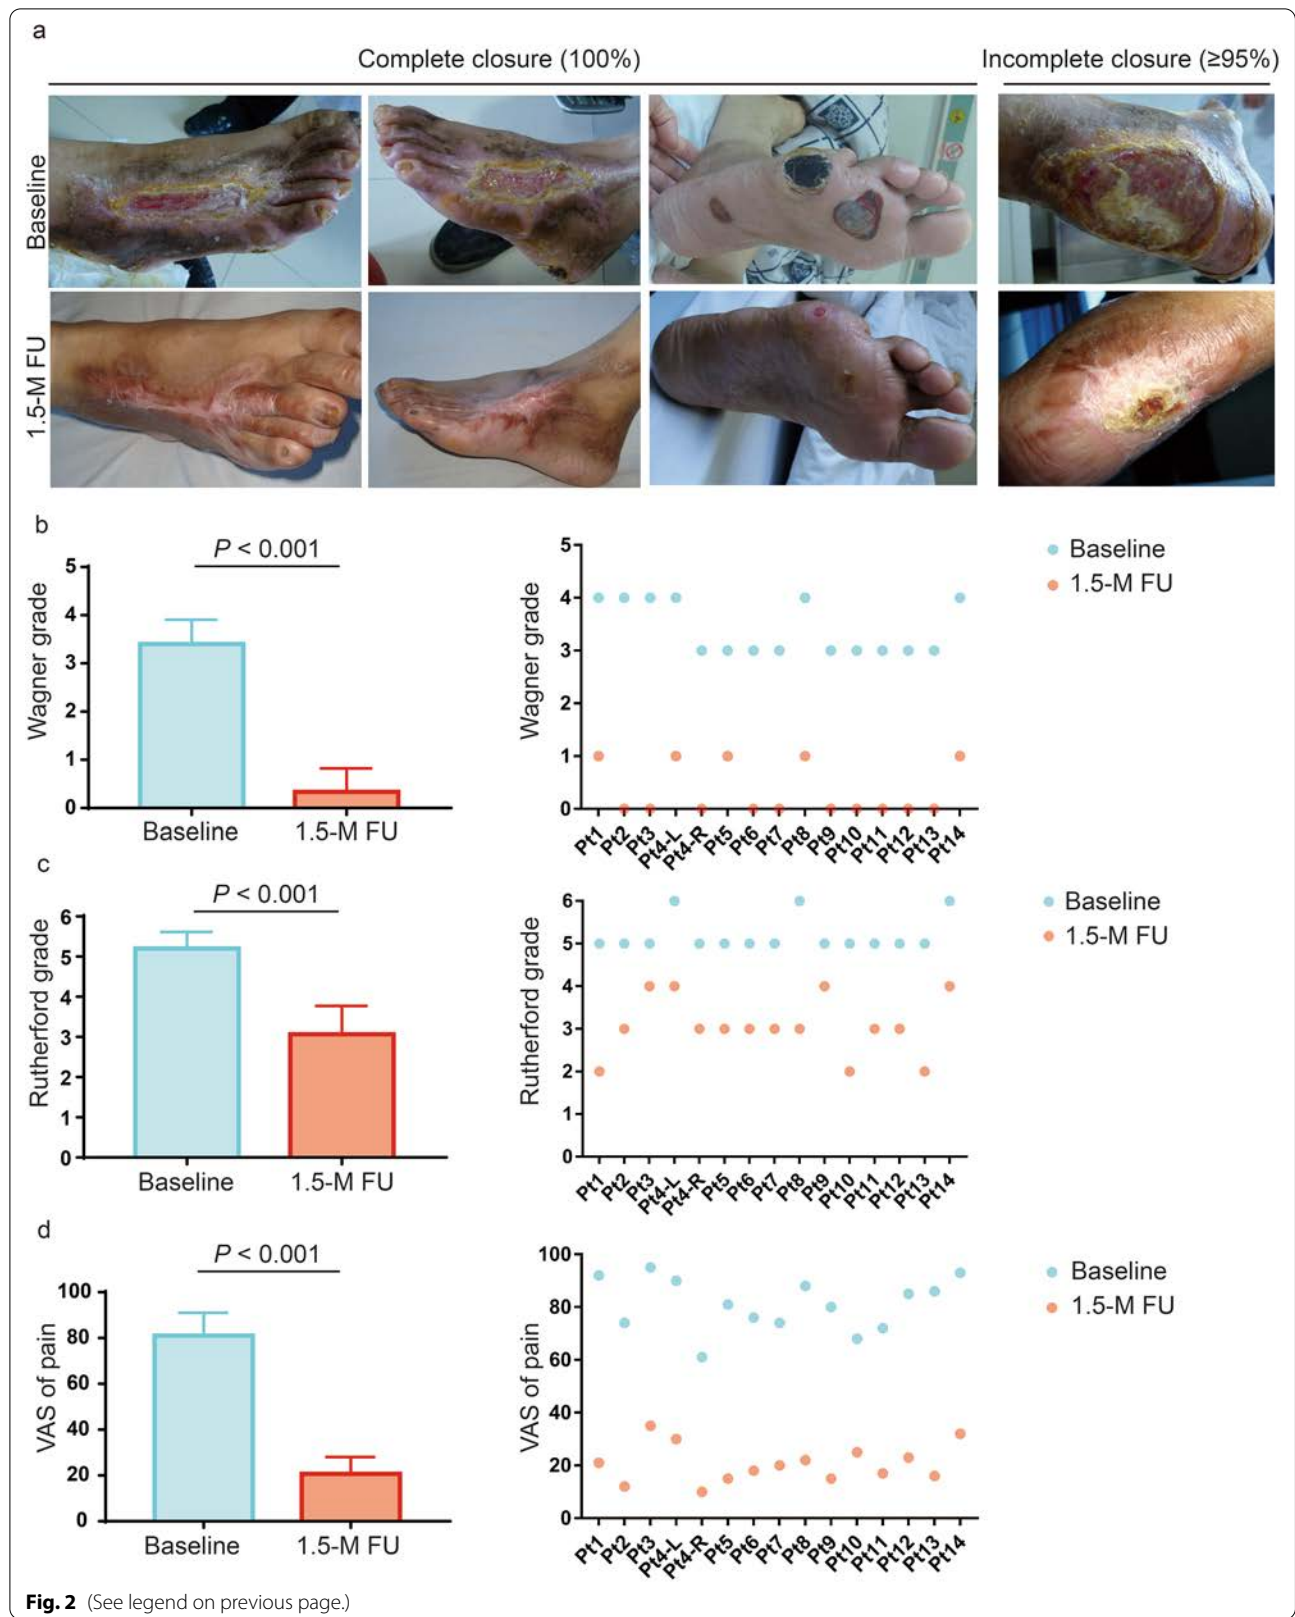 a
Complete closure (100%)
Incomplete closure (≥95%)
Baseline
1.5-M FU
b
P < 0.001
Wagner grade
5
4
3
2
1
0
Baseline
1.5-M FU
Wagner grade
5
4
3
2
1
0
Pt1
Pt2
Pt3
Pt4-L
Pt4-R
Pt5
Pt6
Pt7
Pt8
Pt9
Pt10
Pt11
Pt12
Pt13
Pt14
Baseline
1.5-M FU
c
P < 0.001
Rutherford grade
6
5
4
3
2
1
0
Baseline
1.5-M FU
Rutherford grade
6
5
4
3
2
1
0
Pt1
Pt2
Pt3
Pt4-L
Pt4-R
Pt5
Pt6
Pt7
Pt8
Pt9
Pt10
Pt11
Pt12
Pt13
Pt14
Baseline
1.5-M FU
d
P < 0.001
VAS of pain
100
80
60
40
20
0
Baseline
1.5-M FU
VAS of pain
100
80
60
40
20
0
Pt1
Pt2
Pt3
Pt4-L
Pt4-R
Pt5
Pt6
Pt7
Pt8
Pt9
Pt10
Pt11
Pt12
Pt13
Pt14
Baseline
1.5-M FU
Fig. 2 (See legend on previous page.)